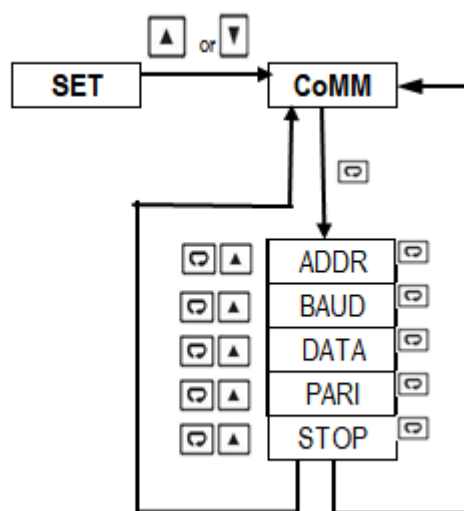 or
SET
CoMM
ADDR
BAUD
DATA
PARI
STOP